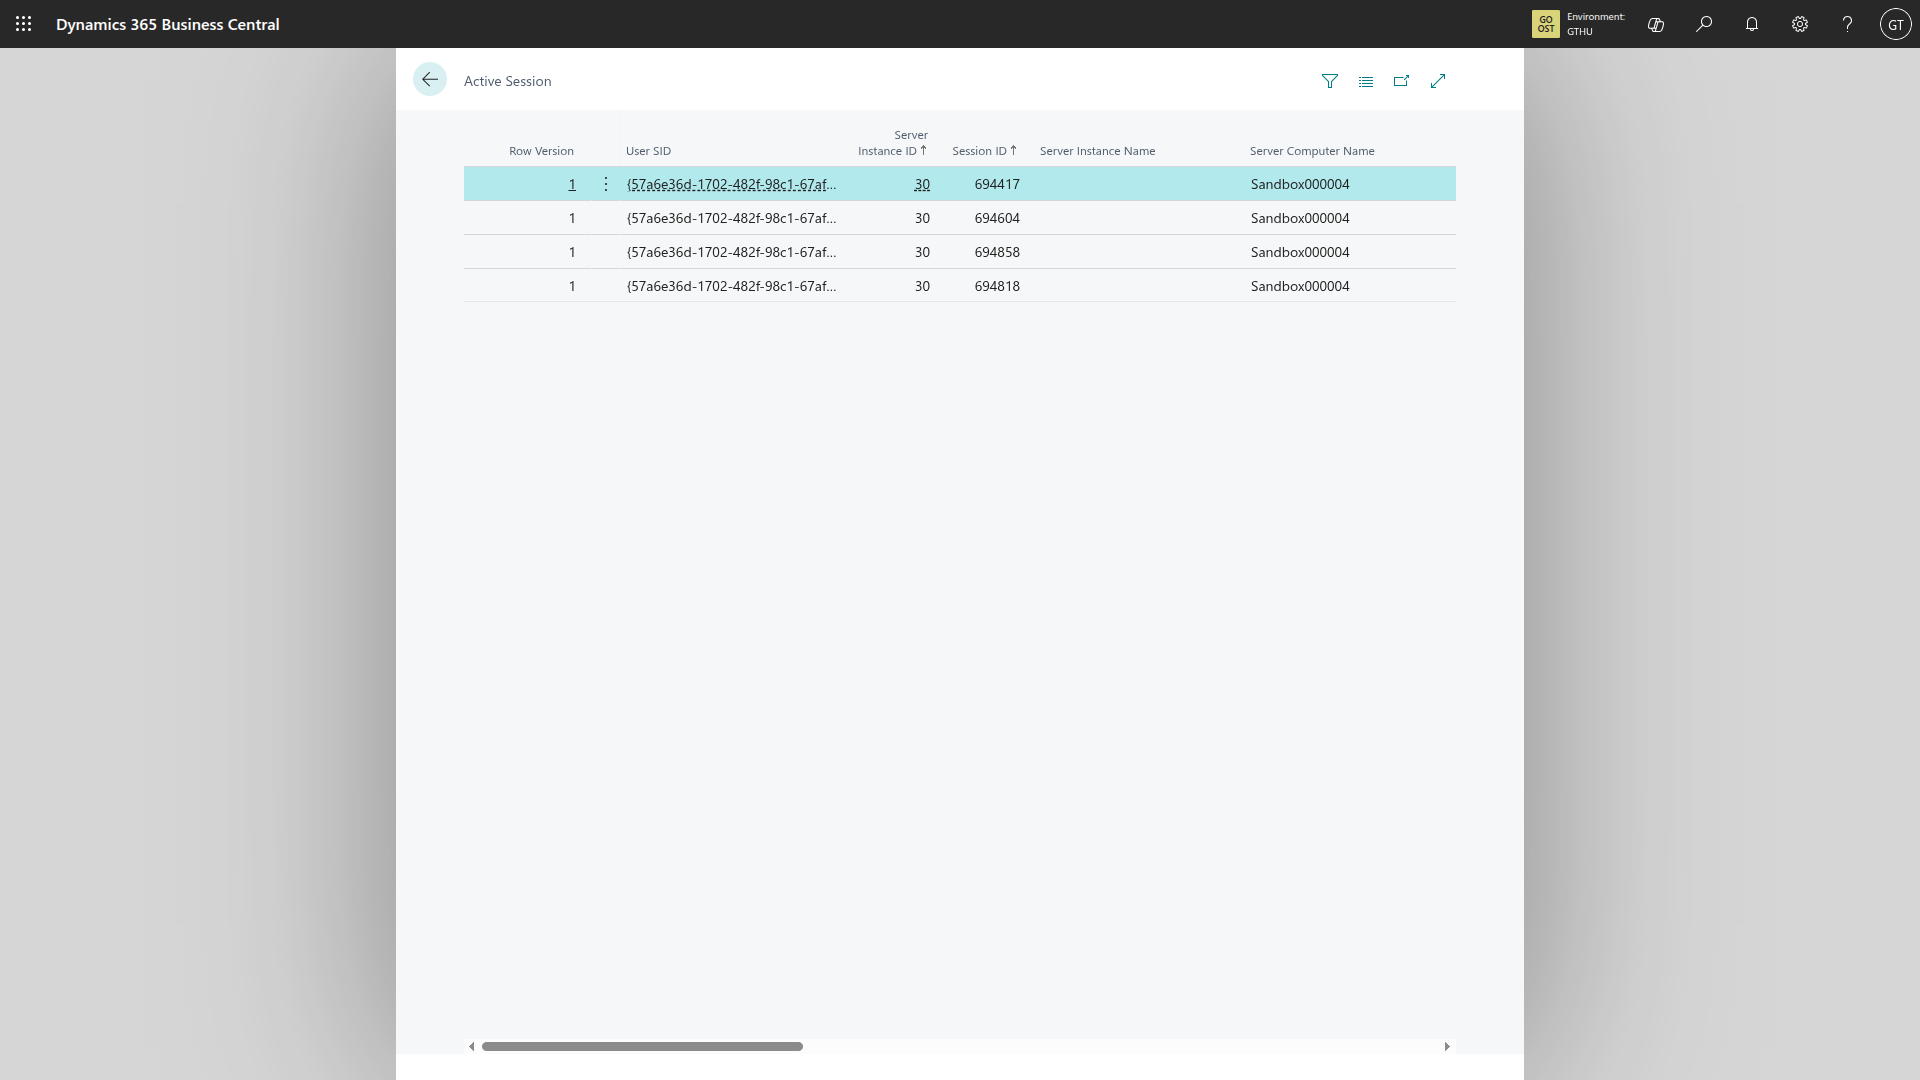 Dynamics 365 Business Central
GO
OST
Environment:
GTHU
GT
Active Session
Row Version
User SID
Server
Instance ID ↑
Session ID ↑
Server Instance Name
Server Computer Name
1 {57a6e36d-1702-482f-98c1-67af... 30 694417 Sandbox000004
1 {57a6e36d-1702-482f-98c1-67af... 30 694604 Sandbox000004
1 {57a6e36d-1702-482f-98c1-67af... 30 694858 Sandbox000004
1 {57a6e36d-1702-482f-98c1-67af... 30 694818 Sandbox000004